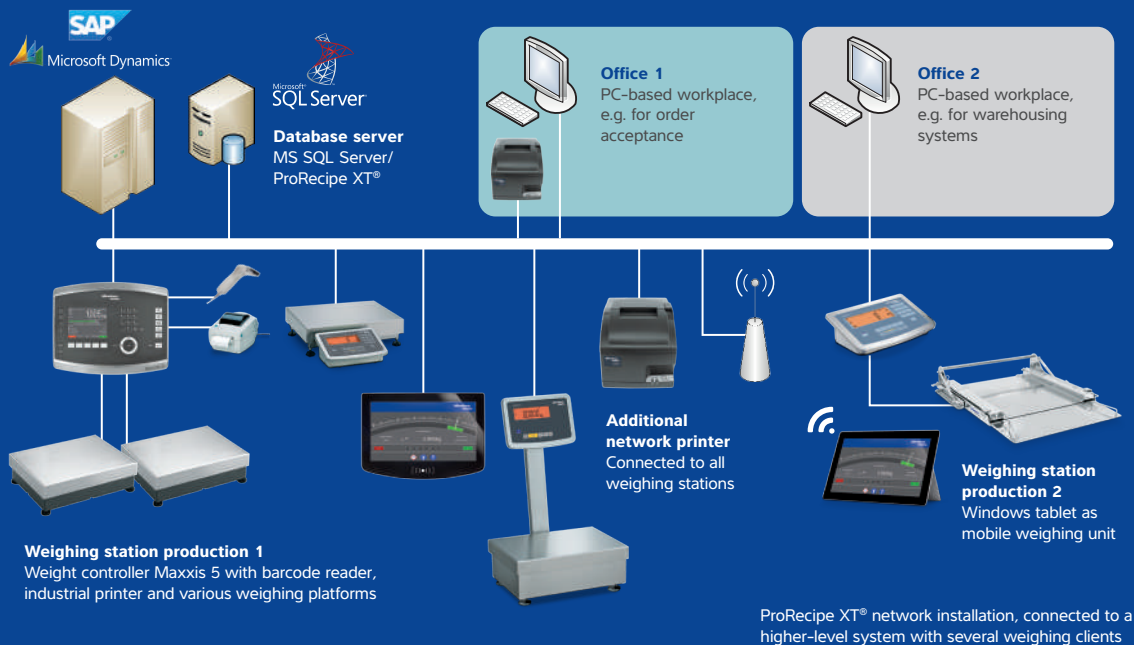 SAP
Microsoft Dynamics
Microsoft®
SQL Server
Database server
MS SQL Server/
ProRecipe XT®
Office 1
PC-based workplace,
e.g. for order
acceptance
Office 2
PC-based workplace,
e.g. for warehousing
systems
Additional
network printer
Connected to all
weighing stations
Weighing station
production 2
Windows tablet as
mobile weighing unit
Weighing station production 1
Weight controller Maxxis 5 with barcode reader,
industrial printer and various weighing platforms
ProRecipe XT® network installation, connected to a
higher-level system with several weighing clients